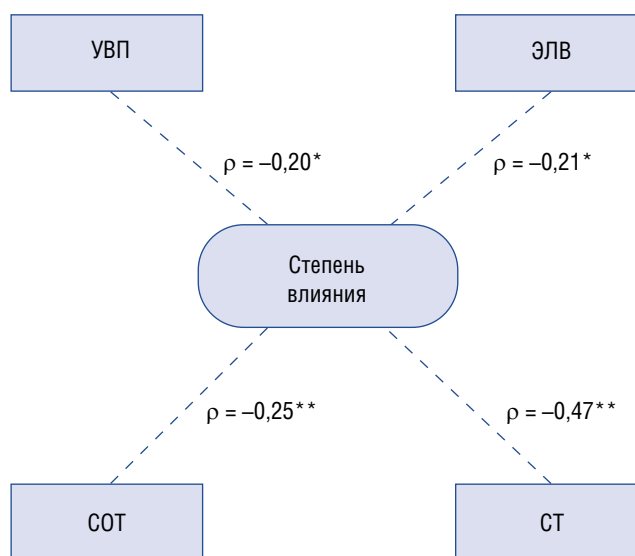 УВП
ЭЛВ
ρ = –0,20*
ρ = –0,21*
Степень
влияния
ρ = –0,25**
ρ = –0,47**
СОТ
СТ